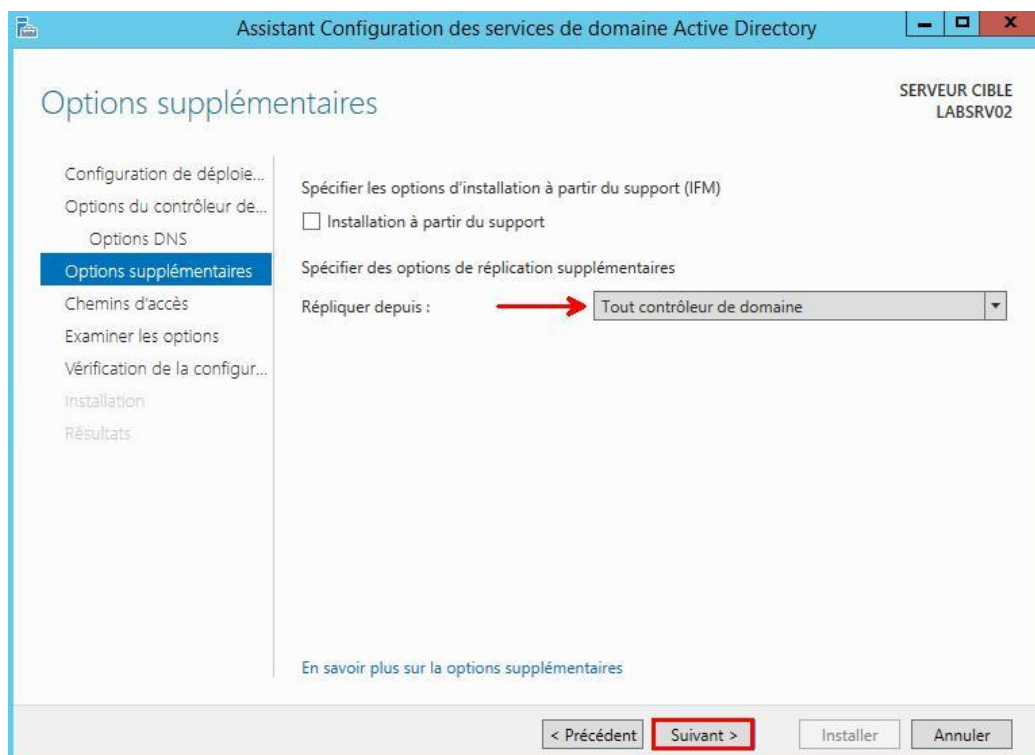 Assistant Configuration des services de domaine Active Directory
Options supplémentaires
SERVEUR CIBLE
LABSRV02
Configuration de déploie...
Options du contrôleur de...
Options DNS
Options supplémentaires
Chemins d'accès
Examiner les options
Vérification de la configur...
Installation
Résultats
Spécifier les options d'installation à partir du support (IFM)
Installation à partir du support
Spécifier des options de réplication supplémentaires
Répliquer depuis :
Tout contrôleur de domaine
En savoir plus sur la options supplémentaires
< Précédent
Suivant >
Installer
Annuler